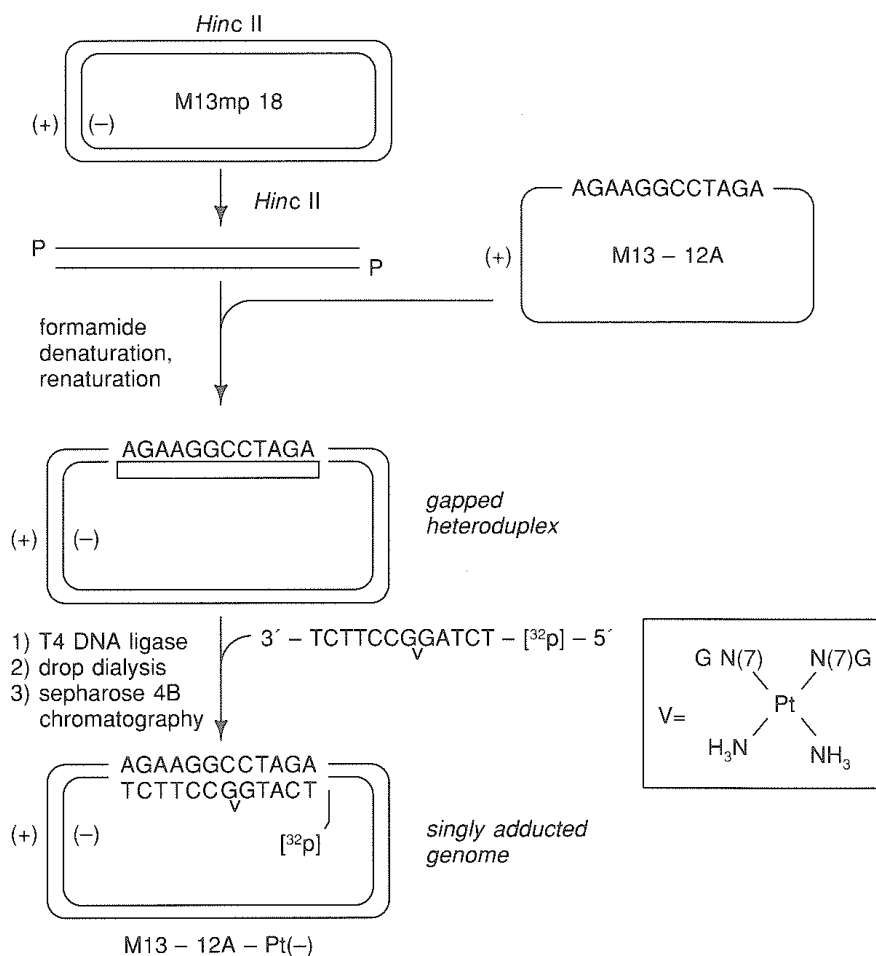 Hinc II
M13mp 18
(+) (–)
Hinc II
P
P
AGAAGGCCTAGA
(+)
M13 – 12A
formamide
denaturation,
renaturation
AGAAGGCCTAGA
(+) (–)
gapped
heteroduplex
1) T4 DNA ligase
2) drop dialysis
3) sepharose 4B
chromatography
3´ – TCTTCCGGATCT – [³²p] – 5´
V
G N(7) N(7)G
Pt
V=
H₃N NH₃
AGAAGGCCTAGA
TCTTCCGGTACT
V
(+) (–)
[³²p]
singly adducted
genome
M13 – 12A – Pt(–)